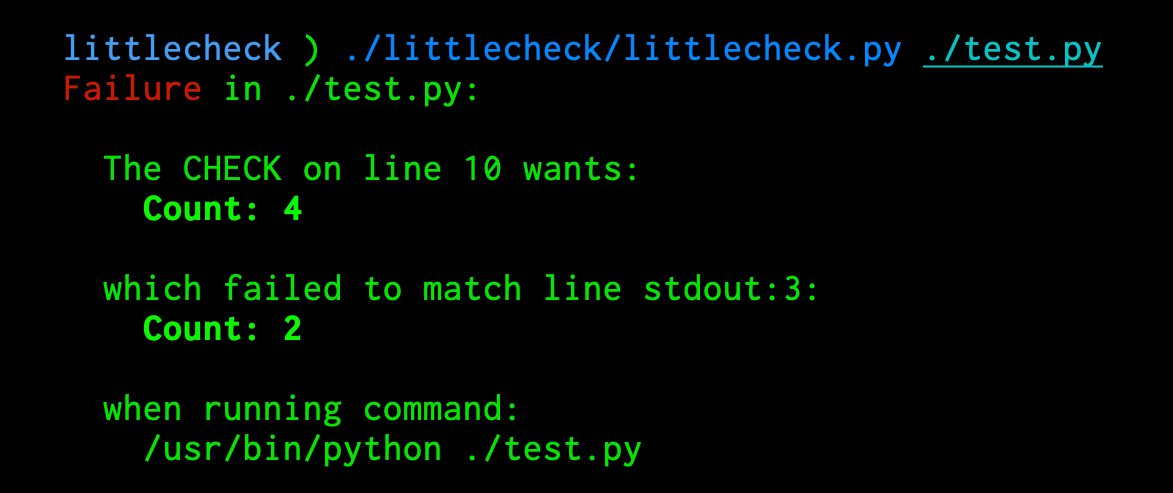 littlecheck ) ./littlecheck/littlecheck.py ./test.py
Failure in ./test.py:
The CHECK on line 10 wants:
Count: 4
which failed to match line stdout:3:
Count: 2
when running command:
/usr/bin/python ./test.py